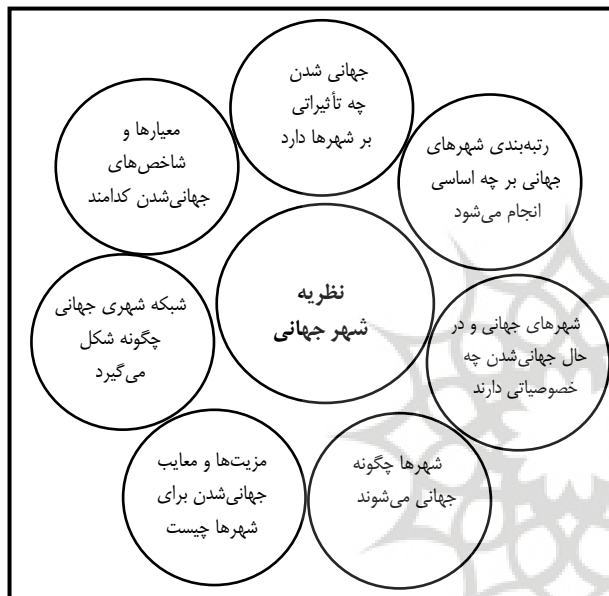 جهانی شدن
چه تأثیراتی
بر شهرها دارد
رتبه‌بندی شهرهای
جهانی بر چه اساسی
انجام می‌شود
شهرهای جهانی و در
حال جهانی‌شدن چه
خصوصیاتی دارند
شهرها چگونه
جهانی می‌شوند
مزیت‌ها و معایب
جهانی‌شدن برای
شهرها چیست
شبکه شهری جهانی
چگونه شکل
می‌گیرد
معیارها و
شاخص‌های
جهانی‌شدن کدامند
نظریه
شهر جهانی